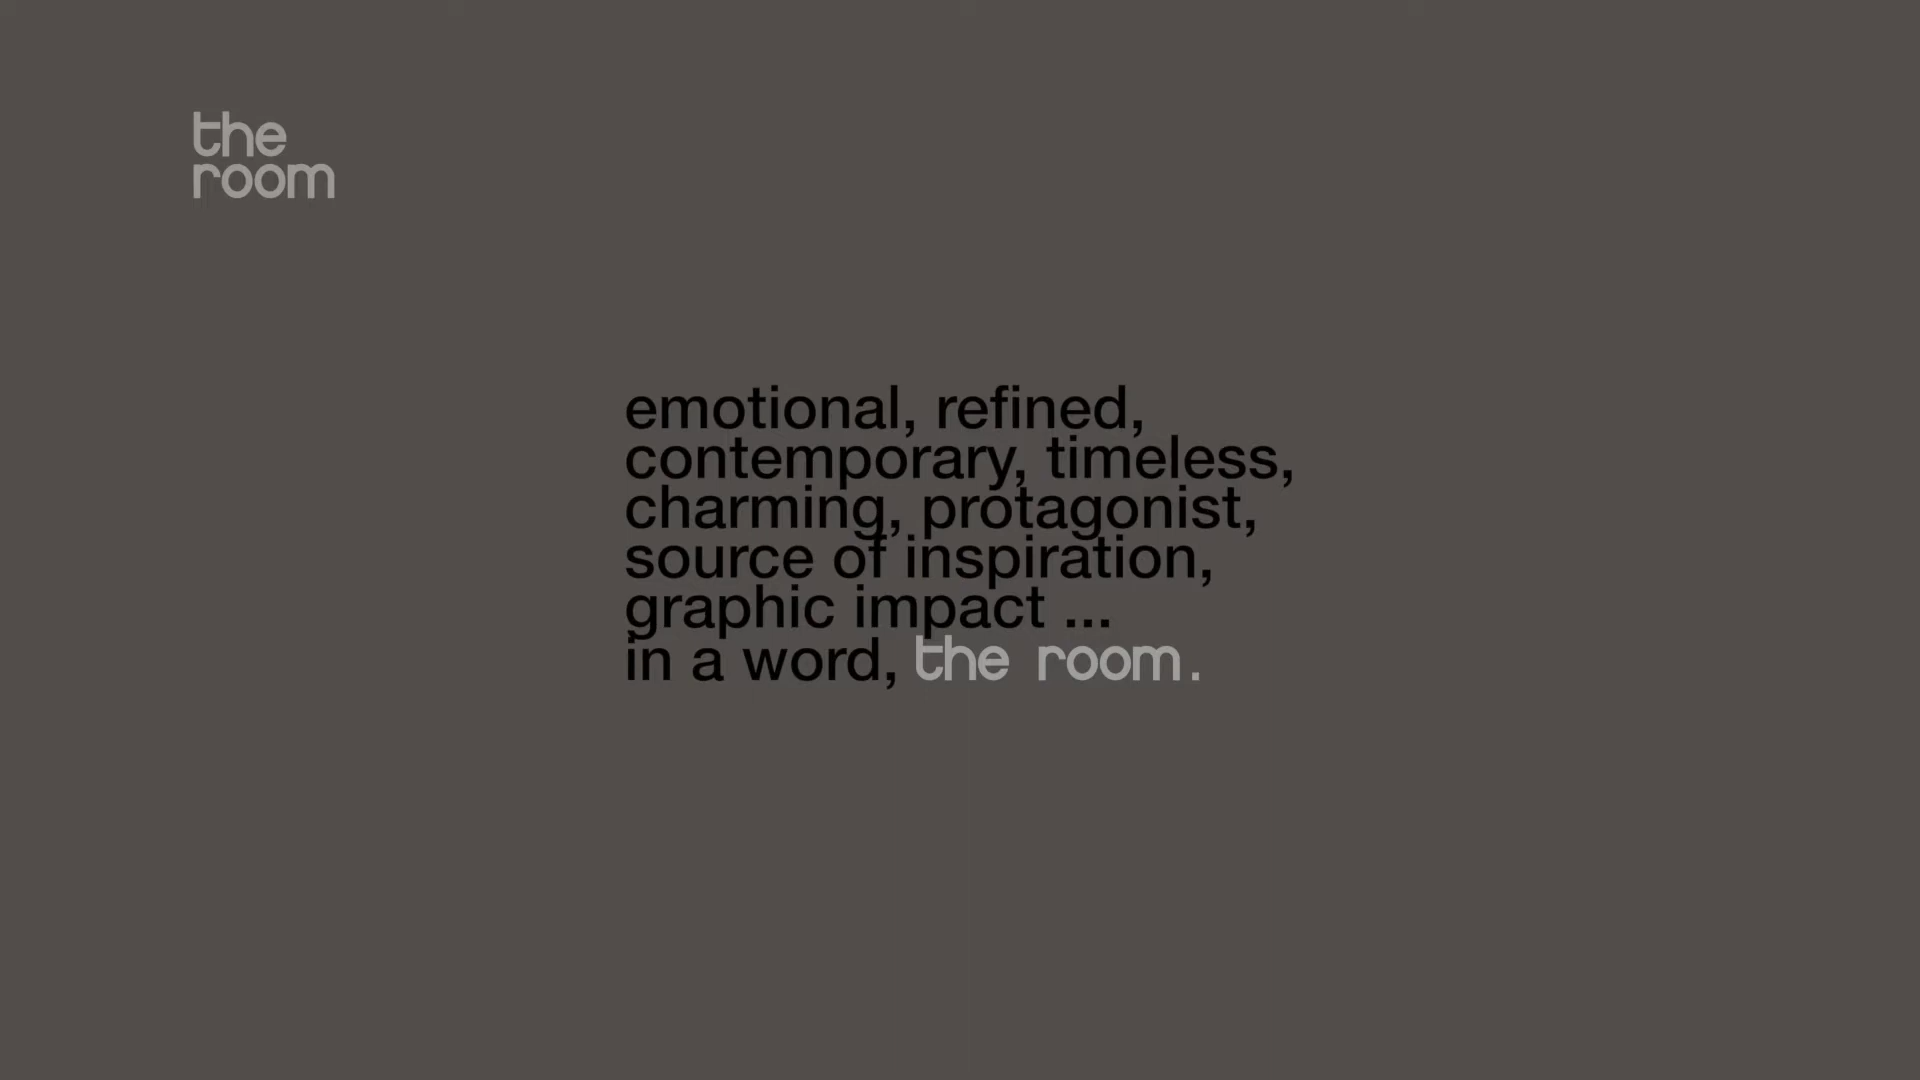 the
room
emotional, refined,
contemporary, timeless,
charming, protagonist,
source of inspiration,
graphic impact ...
in a word, the room.